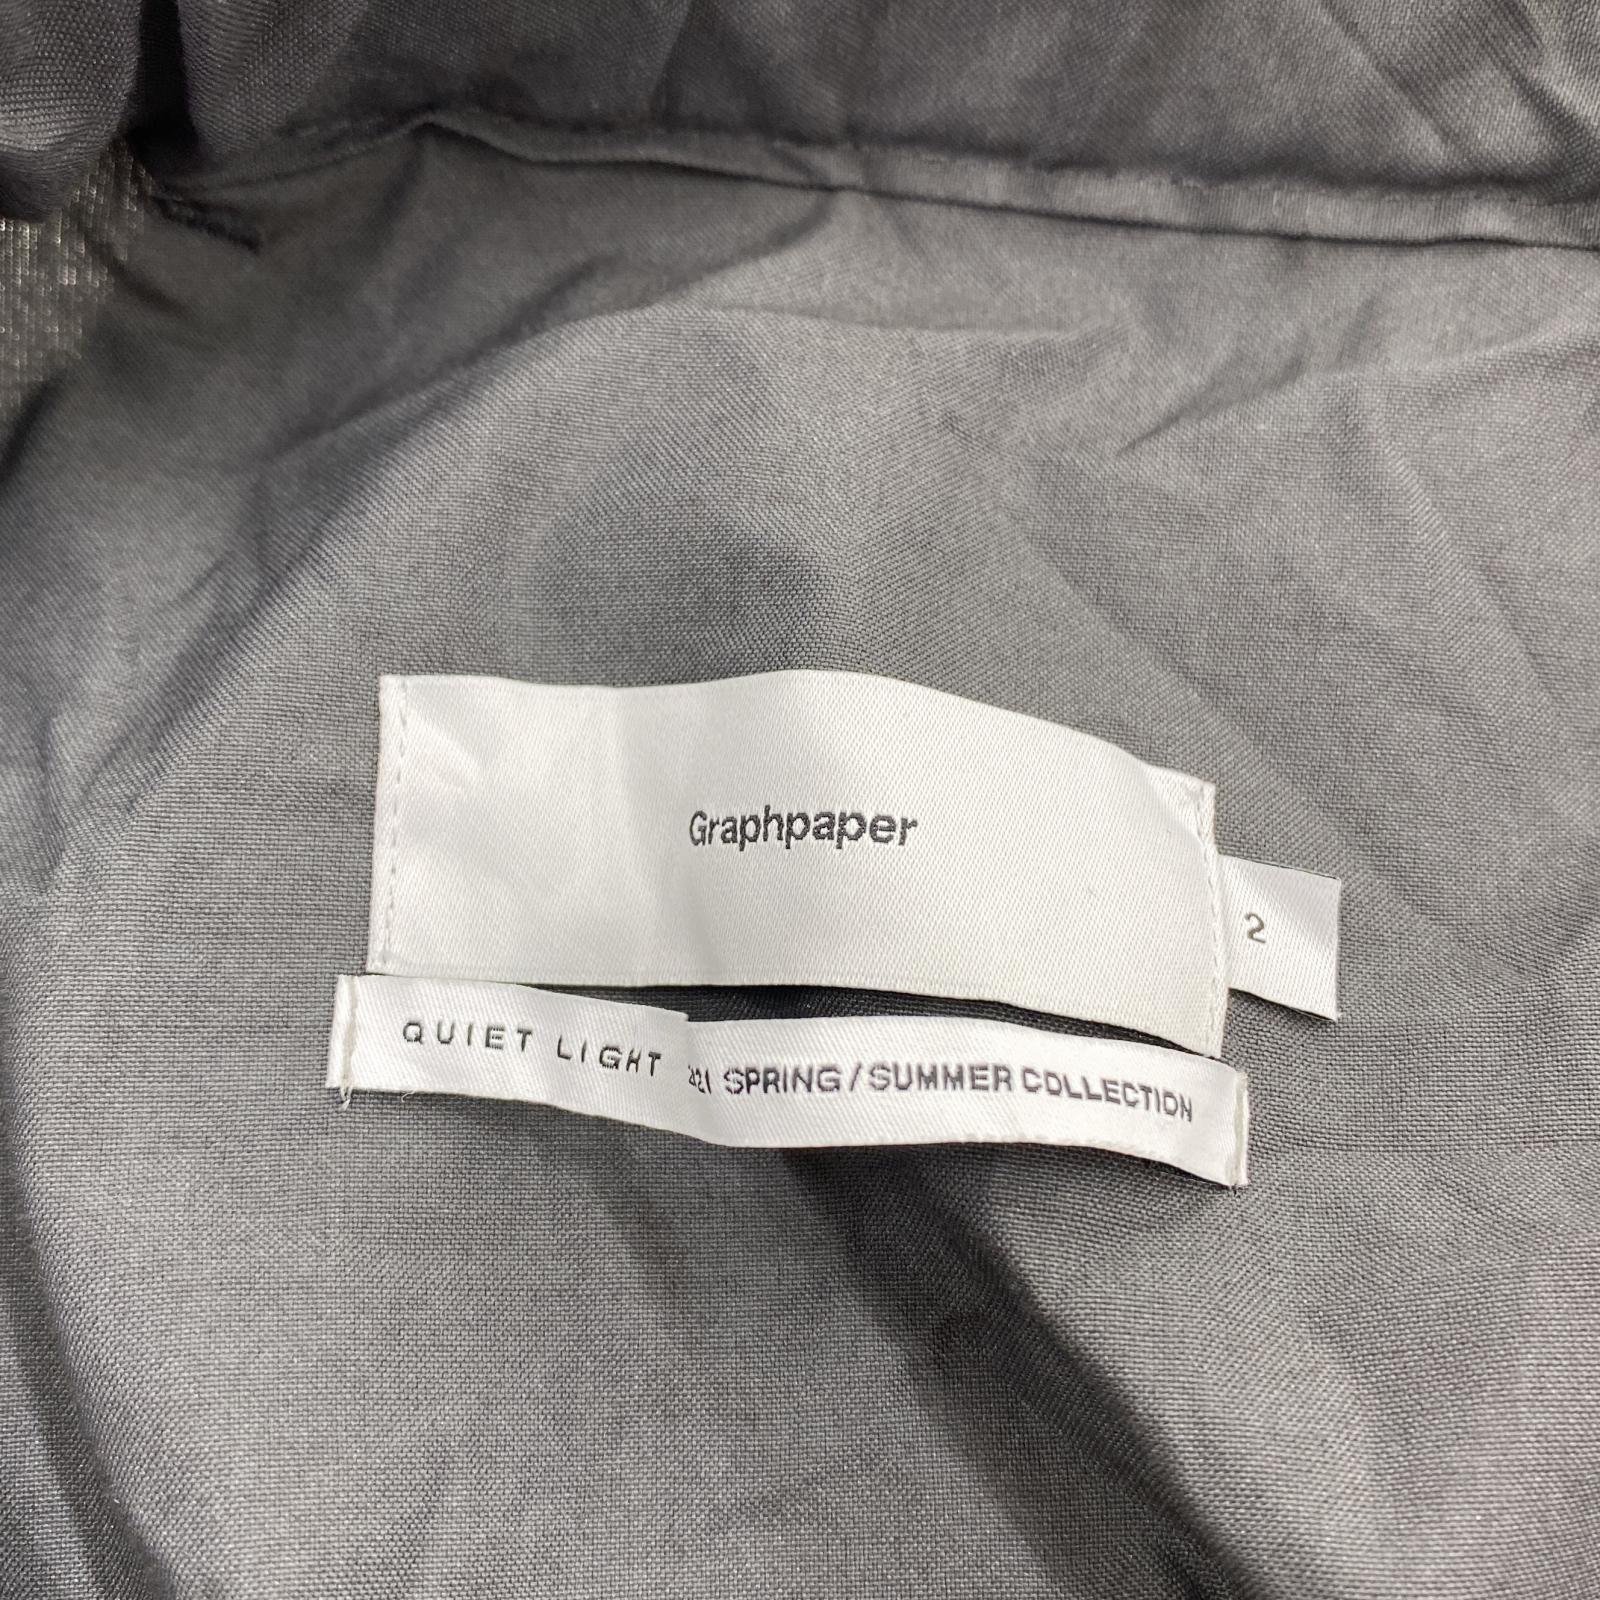 Graphpaper
2
QUIET LIGHT SPRING/SUMMER COLLECTION